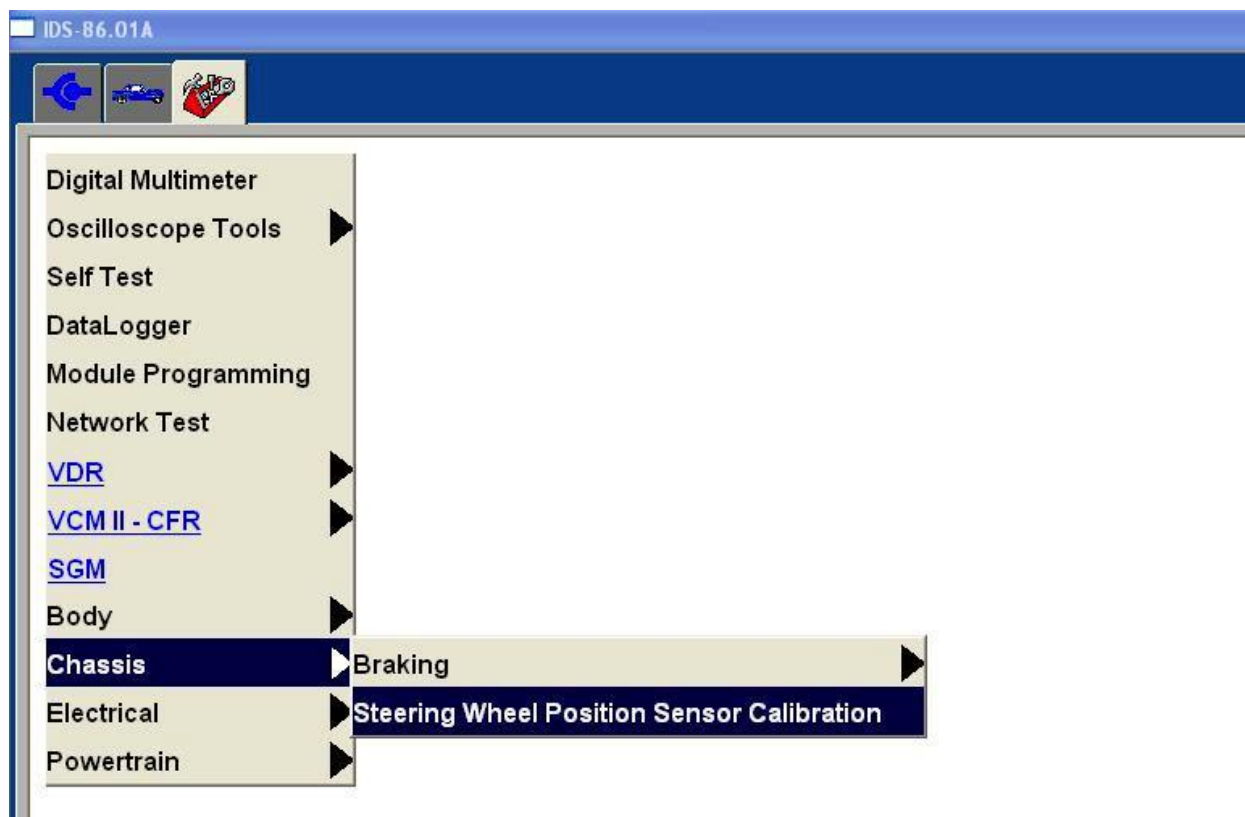 IDS-86.01A
Digital Multimeter
Oscilloscope Tools
Self Test
DataLogger
Module Programming
Network Test
VDR
VCM II - CFR
SGM
Body
Chassis
Braking
Electrical
Steering Wheel Position Sensor Calibration
Powertrain